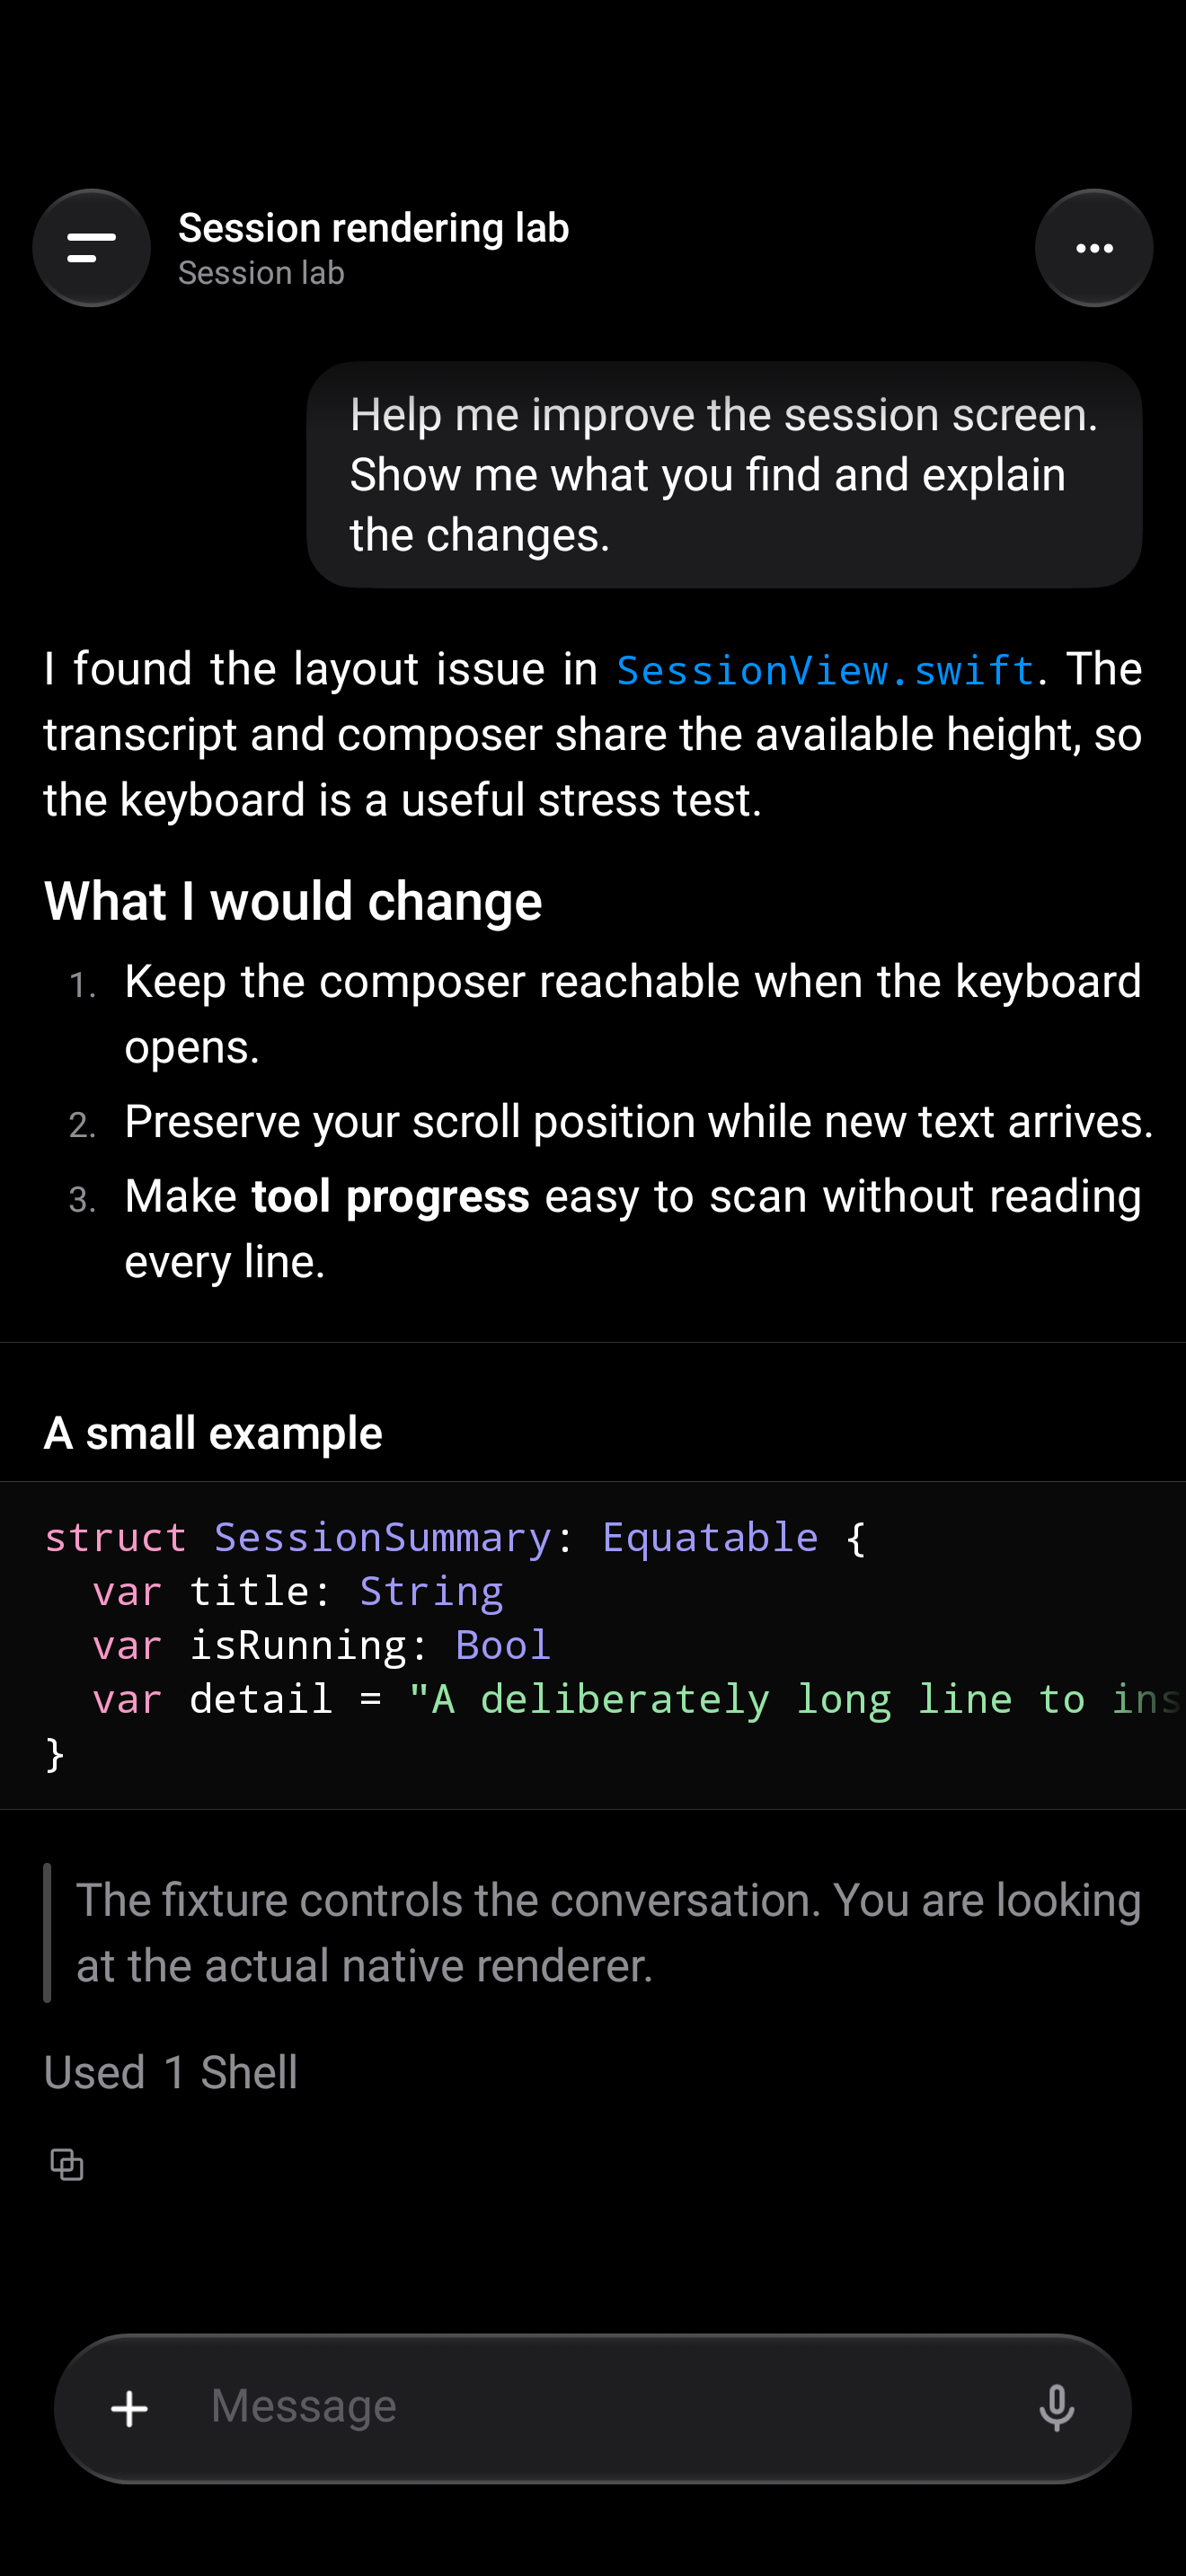 Session rendering lab
Session lab
Help me improve the session screen.
Show me what you find and explain
the changes.
I found the layout issue in SessionView.swift. The
transcript and composer share the available height, so
the keyboard is a useful stress test.
What I would change
1. Keep the composer reachable when the keyboard
opens.
2. Preserve your scroll position while new text arrives.
3. Make tool progress easy to scan without reading
every line.
A small example
struct SessionSummary: Equatable {
  var title: String
  var isRunning: Bool
  var detail = "A deliberately long line to ins
}
The fixture controls the conversation. You are looking
at the actual native renderer.
Used 1 Shell
Message